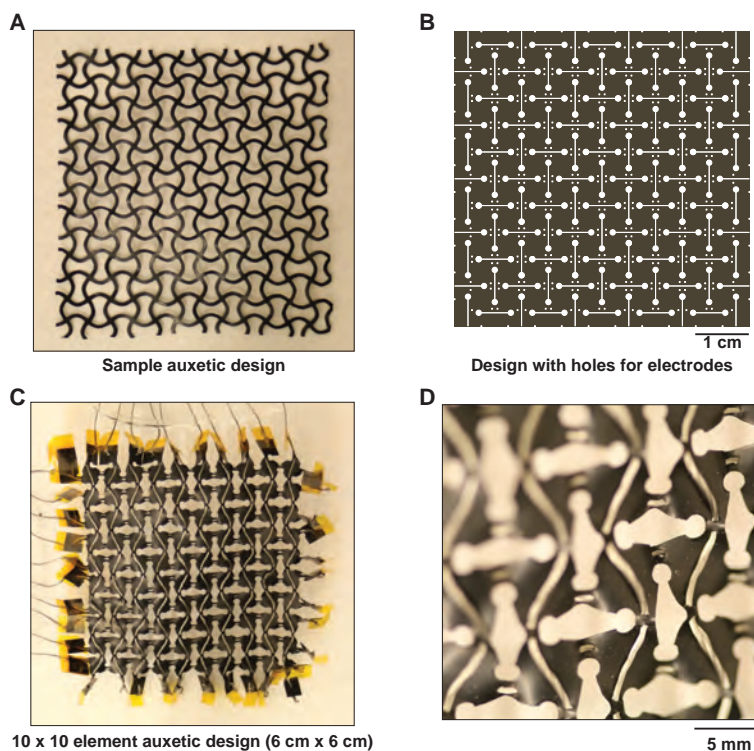 A
B
Sample auxetic design
1 cm
Design with holes for electrodes
C
D
10 x 10 element auxetic design (6 cm x 6 cm)
5 mm